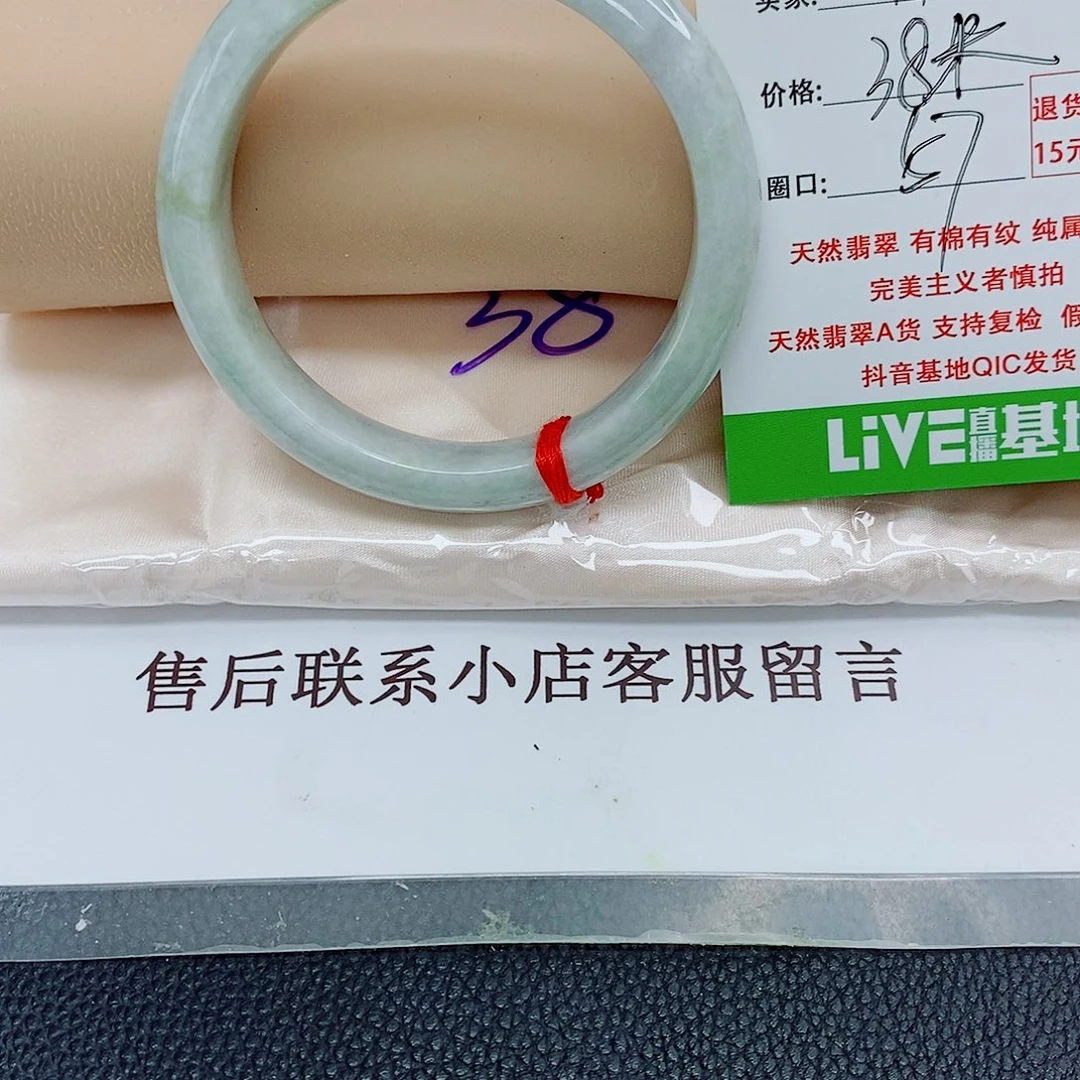 卖家:
价格: 38米
圈口: 57
退货
15元
天然翡翠 有棉有纹 纯属
完美主义者慎拍
天然翡翠A货 支持复检 假
抖音基地QIC发货
LiVE直播基地
58
售后联系小店客服留言